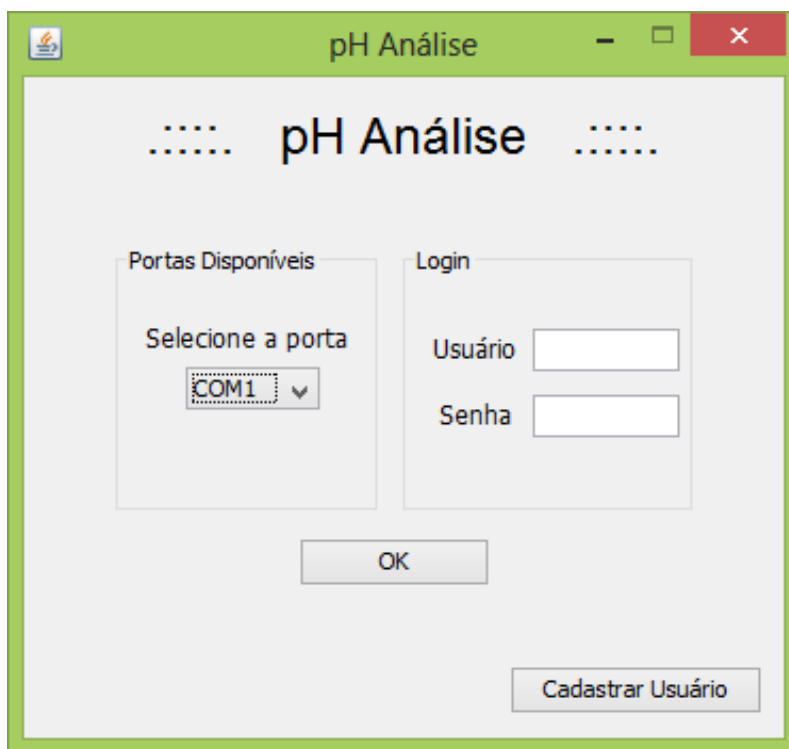 pH Análise
.::::. pH Análise .::::.
Portas Disponíveis
Selecione a porta
COM1
Login
Usuário
Senha
OK
Cadastrar Usuário